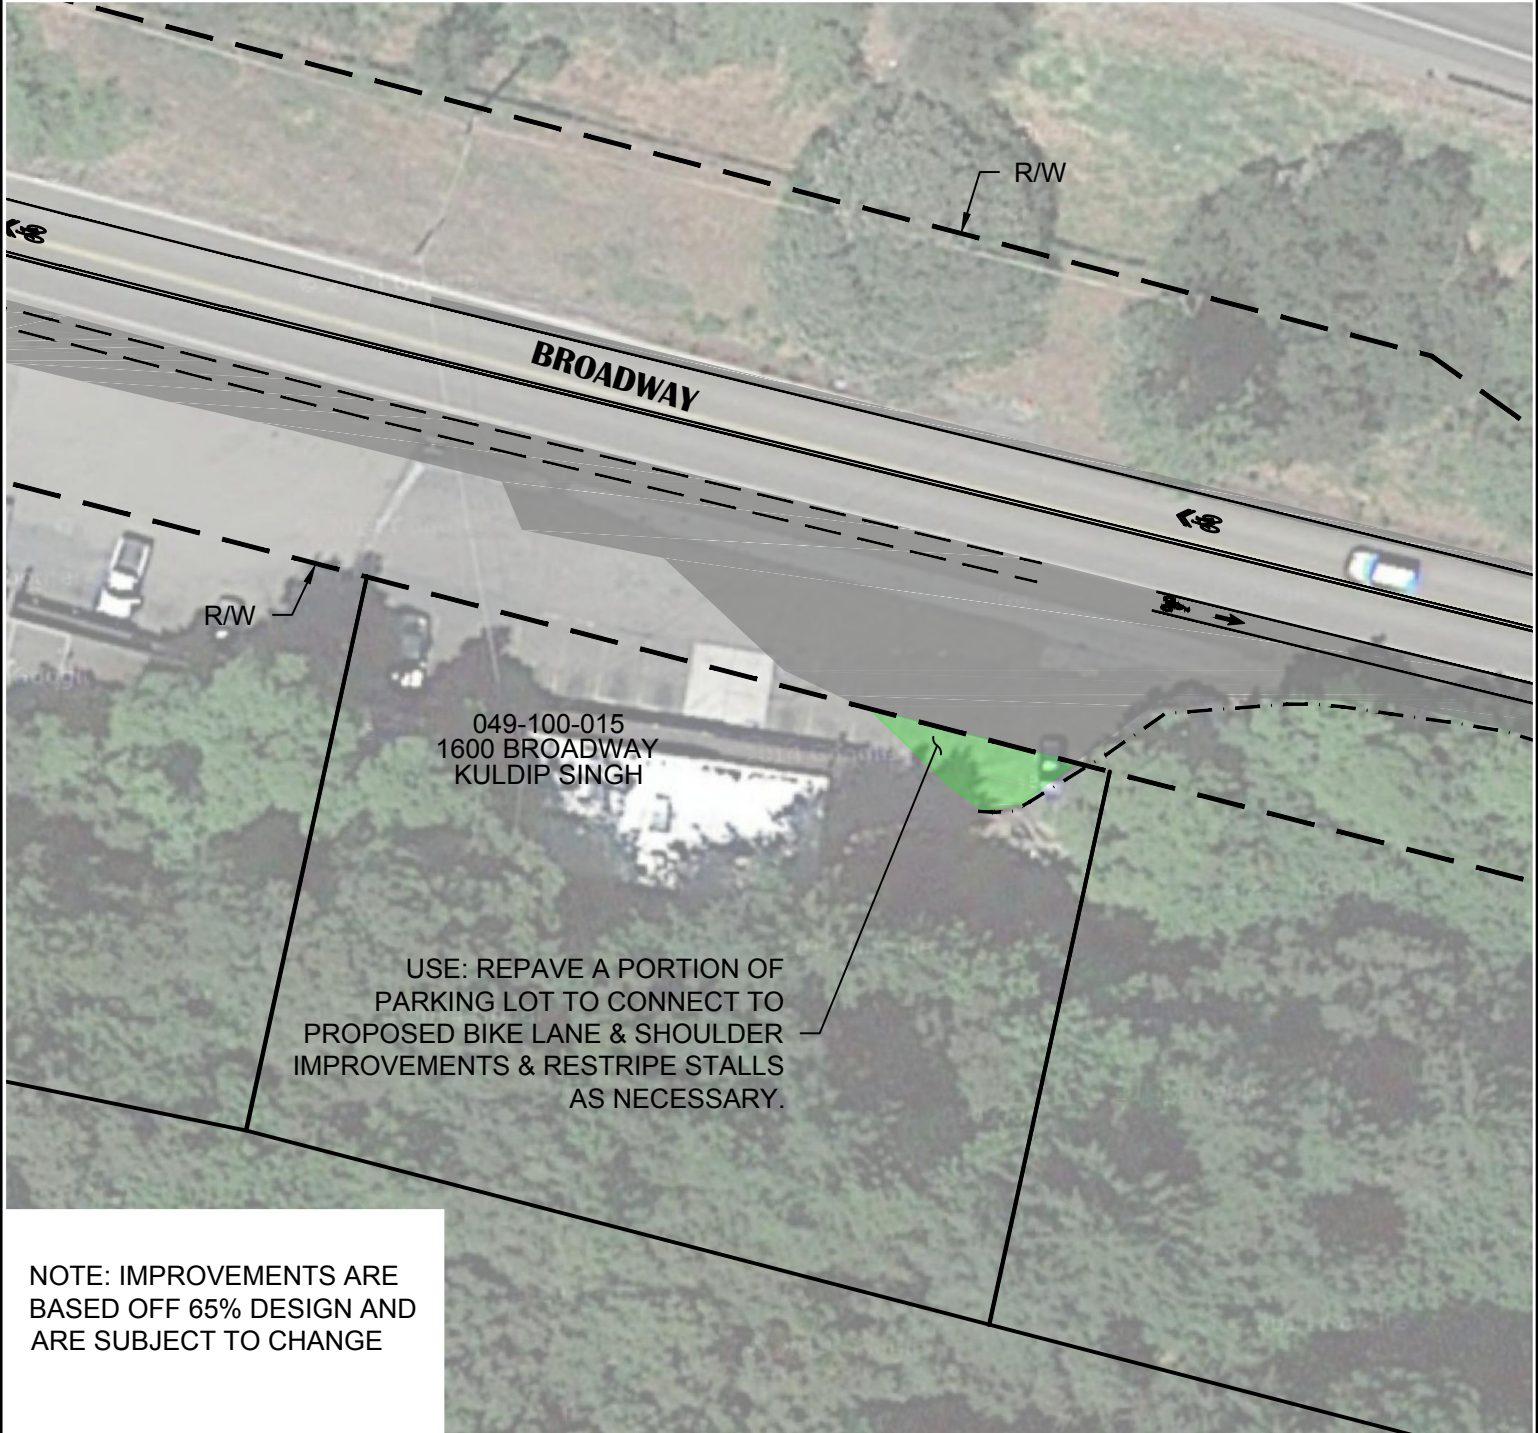 R/W
BROADWAY
R/W
049-100-015
1600 BROADWAY
KULDIP SINGH
USE: REPAVE A PORTION OF
PARKING LOT TO CONNECT TO
PROPOSED BIKE LANE & SHOULDER
IMPROVEMENTS & RESTRIPE STALLS
AS NECESSARY.
NOTE: IMPROVEMENTS ARE
BASED OFF 65% DESIGN AND
ARE SUBJECT TO CHANGE